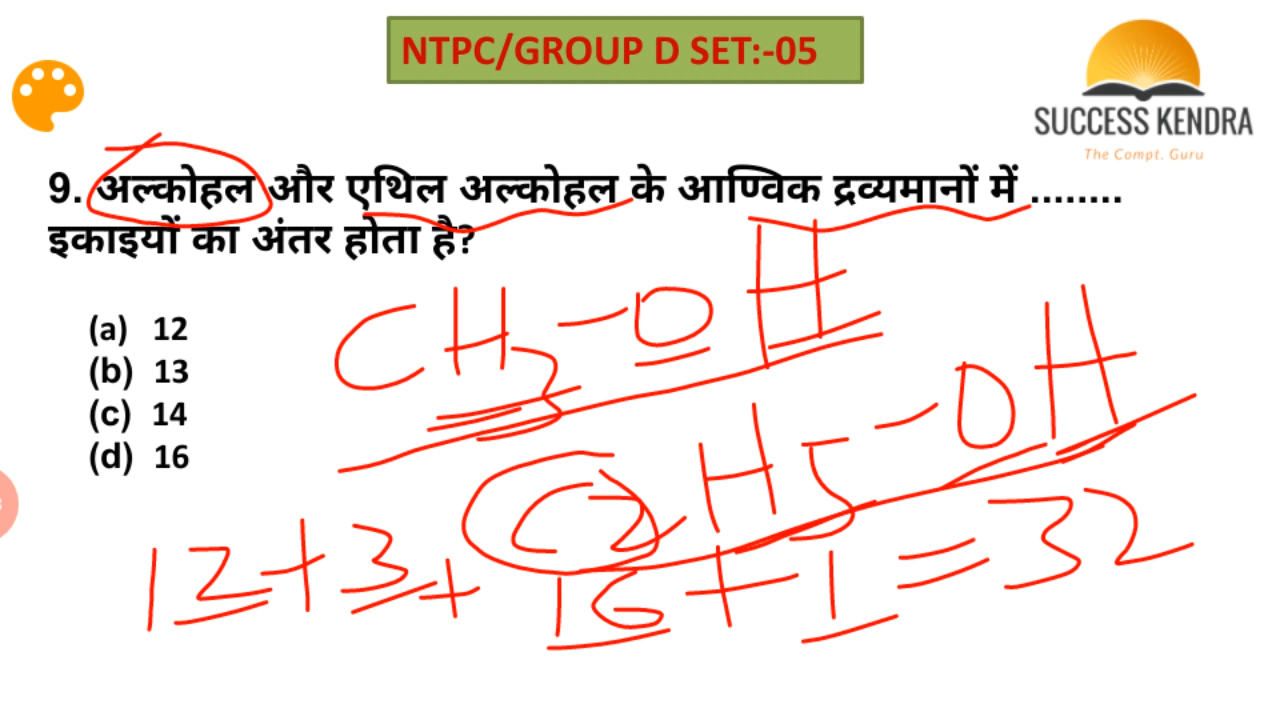 NTPC/GROUP D SET:-05
SUCCESS KENDRA
The Compt. Guru
9. अल्कोहल और एथिल अल्कोहल के आण्विक द्रव्यमानों में ........
इकाइयों का अंतर होता है?
(a) 12
(b) 13
(c) 14
(d) 16
CH3-OH
C2H5-OH
12+3+16+1=32